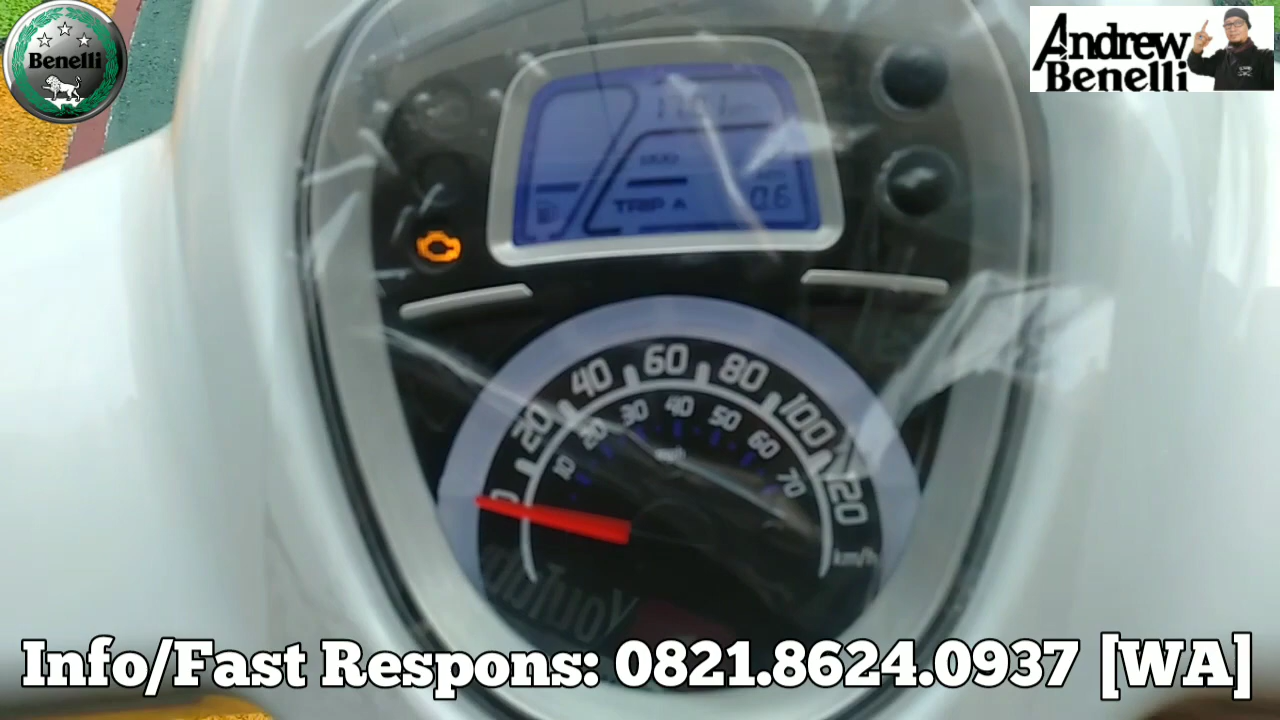 Benelli
Andrew
Benelli
TRIP A
0.6
0
20
40
60
80
100
120
km/h
10
20
30
40
50
60
70
mph
Info/Fast Respons: 0821.8624.0937 [WA]